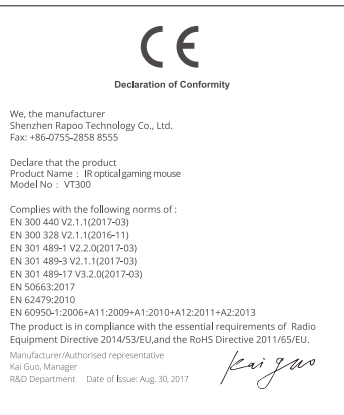 CE
Declaration of Conformity
We, the manufacturer
Shenzhen Rapoo Technology Co., Ltd.
Fax: +86-0755-2858 8555
Declare that the product
Product Name : IR optical gaming mouse
Model No : VT300
Complies with the following norms of :
EN 300 440 V2.1.1(2017-03)
EN 300 328 V2.1.1(2016-11)
EN 301 489-1 V2.2.0(2017-03)
EN 301 489-3 V2.1.1(2017-03)
EN 301 489-17 V3.2.0(2017-03)
EN 50663:2017
EN 62479:2010
EN 60950-1:2006+A11:2009+A1:2010+A12:2011+A2:2013
The product is in compliance with the essential requirements of Radio
Equipment Directive 2014/53/EU,and the RoHS Directive 2011/65/EU.
Manufacturer/Authorised representative
Kai Guo, Manager
R&D Department Date of Issue: Aug. 30, 2017
Kai guo